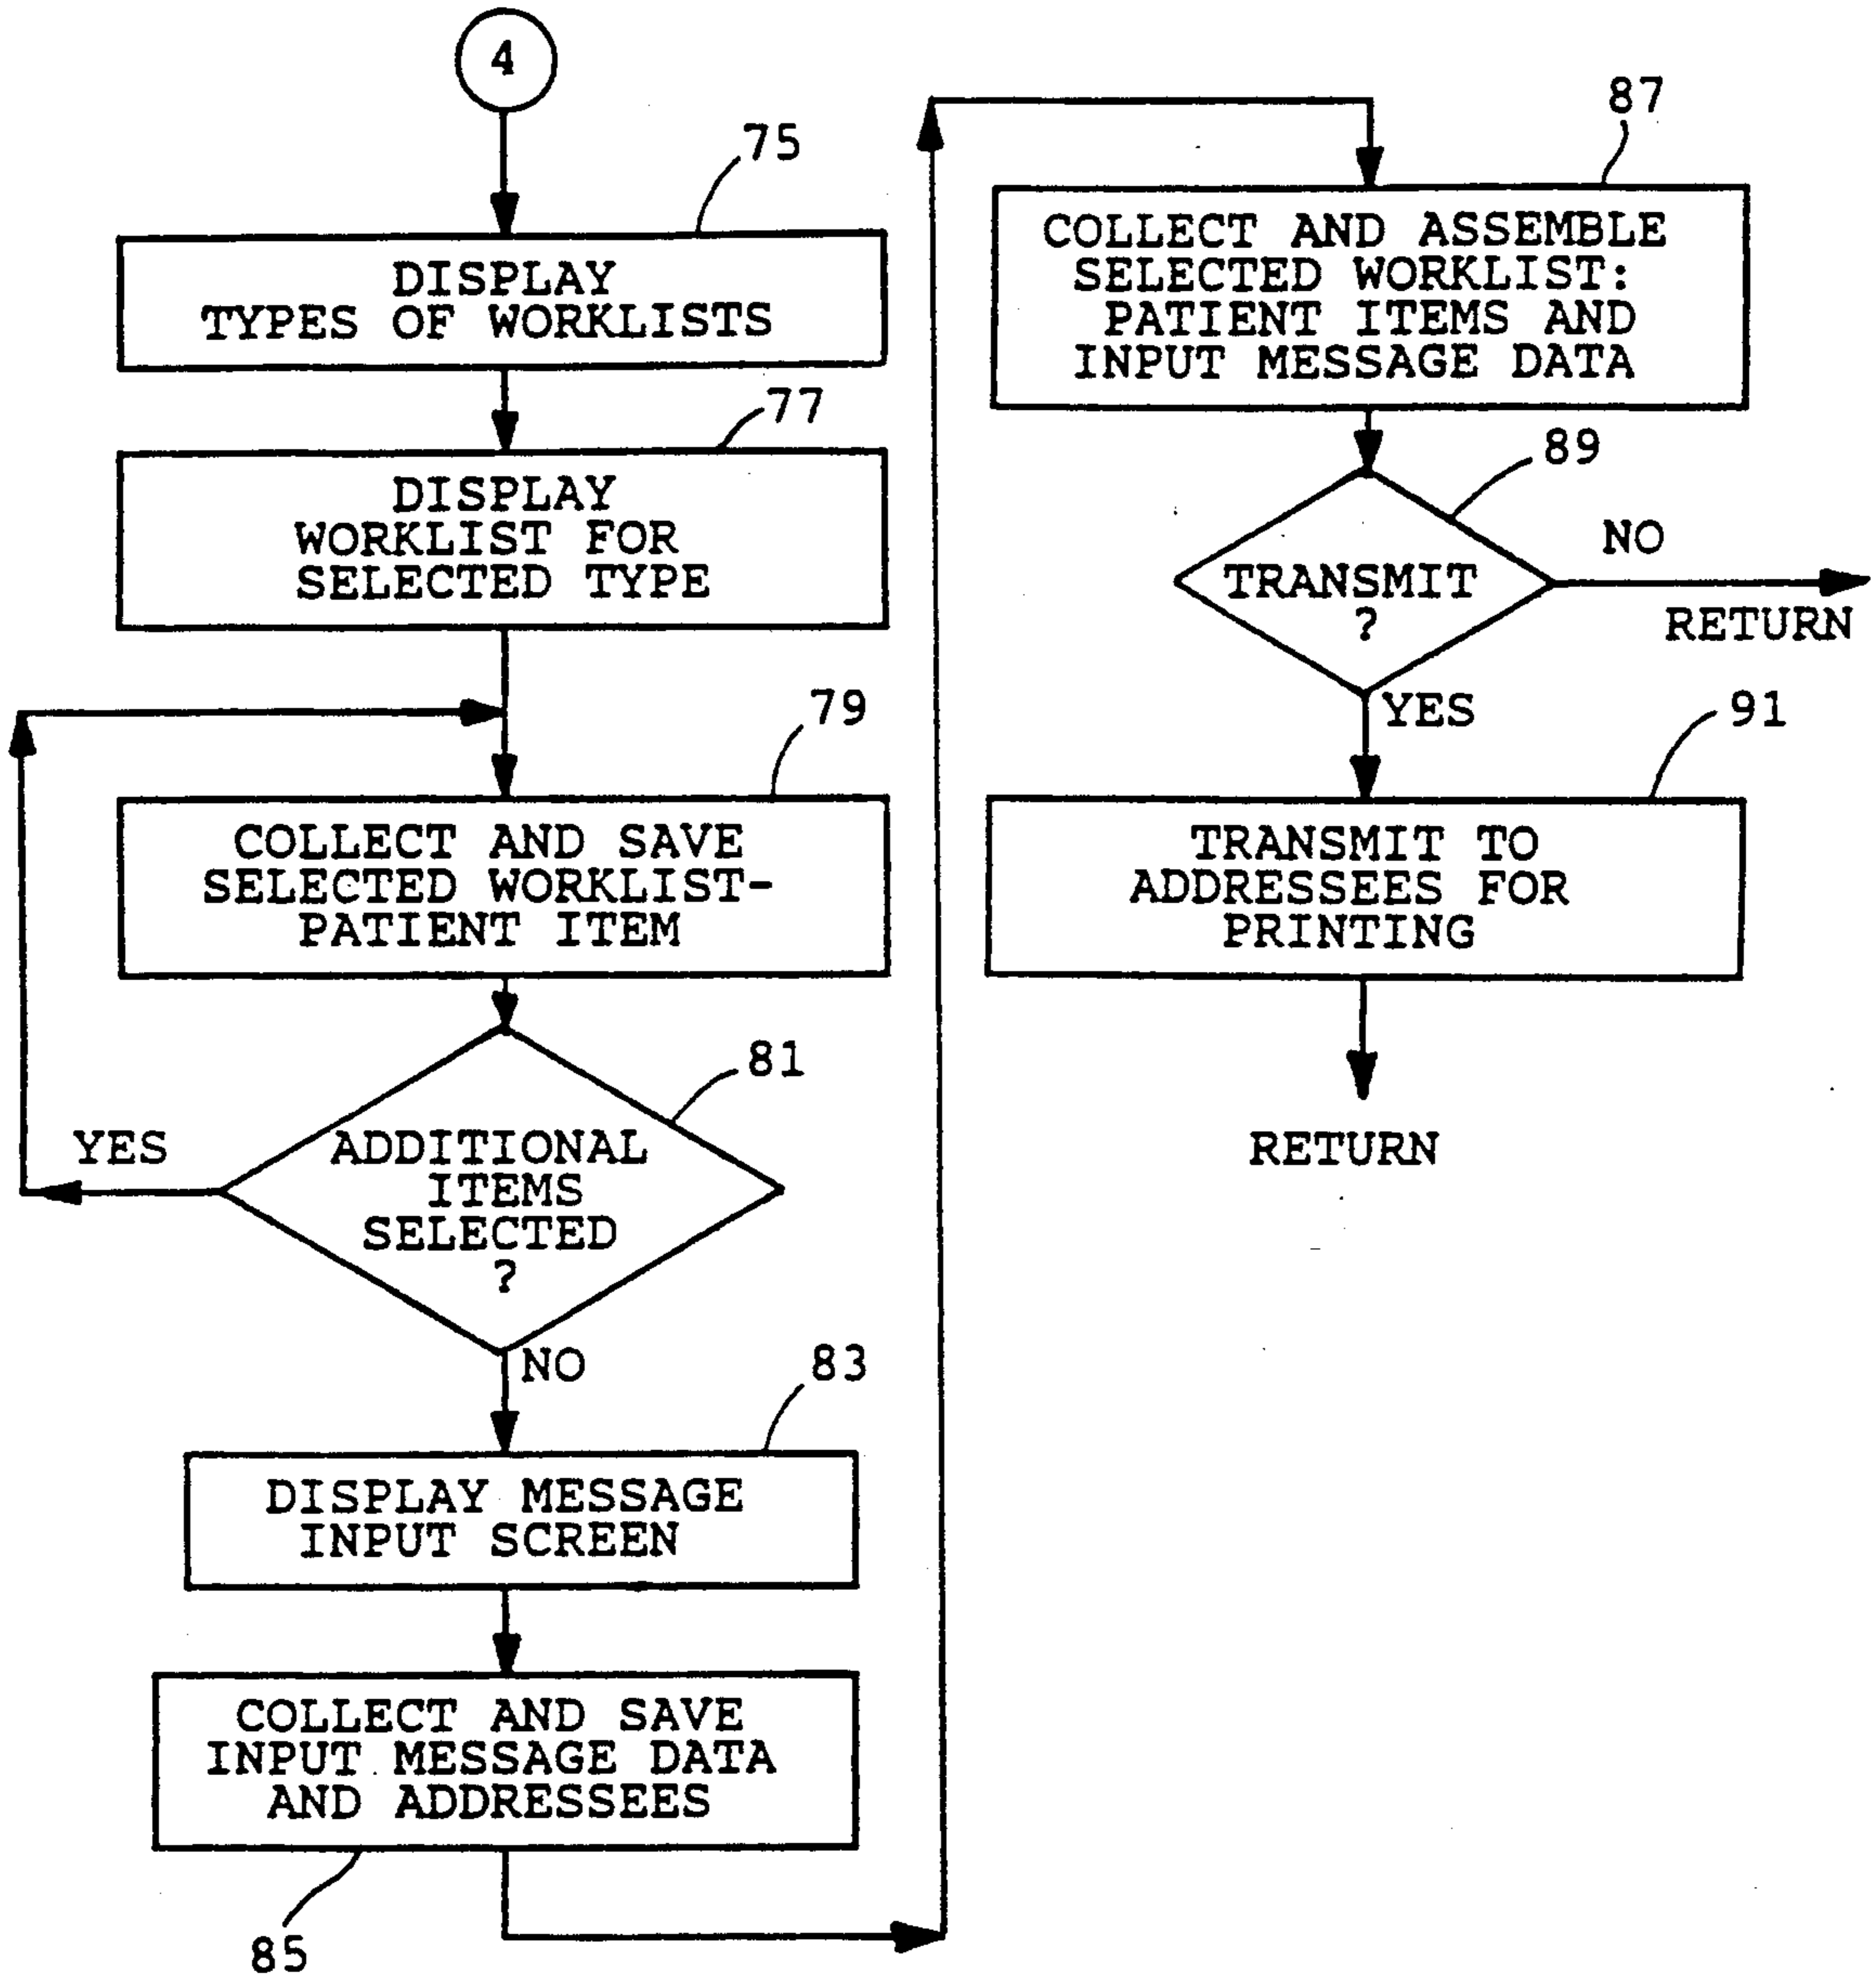 4
75
DISPLAY
TYPES OF WORKLISTS
77
DISPLAY
WORKLIST FOR
SELECTED TYPE
79
COLLECT AND SAVE
SELECTED WORKLIST-
PATIENT ITEM
81
YES
ADDITIONAL
ITEMS
SELECTED
?
NO
83
DISPLAY MESSAGE
INPUT SCREEN
COLLECT AND SAVE
INPUT MESSAGE DATA
AND ADDRESSEES
85
87
COLLECT AND ASSEMBLE
SELECTED WORKLIST:
PATIENT ITEMS AND
INPUT MESSAGE DATA
89
NO
TRANSMIT
?
RETURN
YES
91
TRANSMIT TO
ADDRESSEES FOR
PRINTING
RETURN